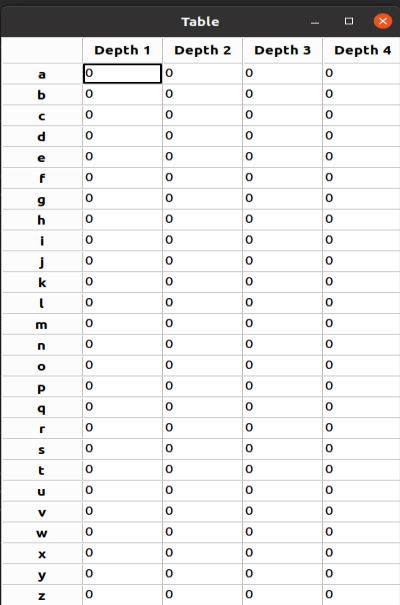 Table
Depth 1 Depth 2 Depth 3 Depth 4
a 0 0 0 0
b 0 0 0 0
c 0 0 0 0
d 0 0 0 0
e 0 0 0 0
f 0 0 0 0
g 0 0 0 0
h 0 0 0 0
i 0 0 0 0
j 0 0 0 0
k 0 0 0 0
l 0 0 0 0
m 0 0 0 0
n 0 0 0 0
o 0 0 0 0
p 0 0 0 0
q 0 0 0 0
r 0 0 0 0
s 0 0 0 0
t 0 0 0 0
u 0 0 0 0
v 0 0 0 0
w 0 0 0 0
x 0 0 0 0
y 0 0 0 0
z 0 0 0 0